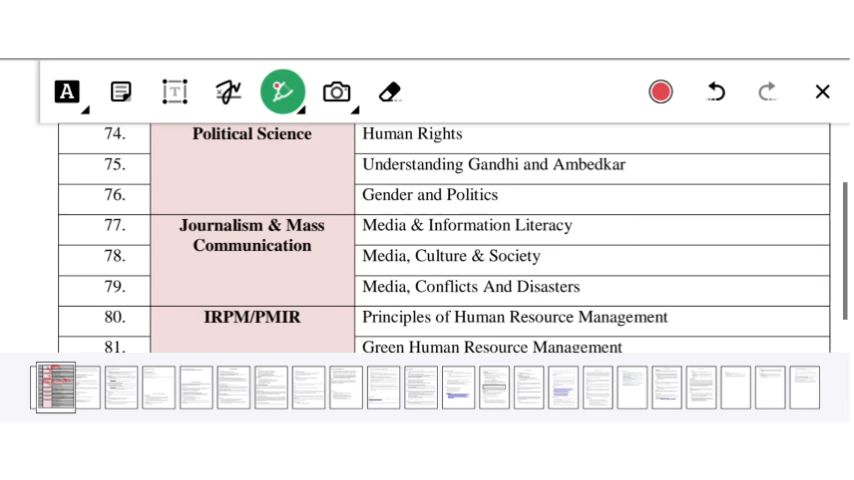 A
T
74. Political Science Human Rights
75. Understanding Gandhi and Ambedkar
76. Gender and Politics
77. Journalism & Mass Communication Media & Information Literacy
78. Media, Culture & Society
79. Media, Conflicts And Disasters
80. IRPM/PMIR Principles of Human Resource Management
81. Green Human Resource Management